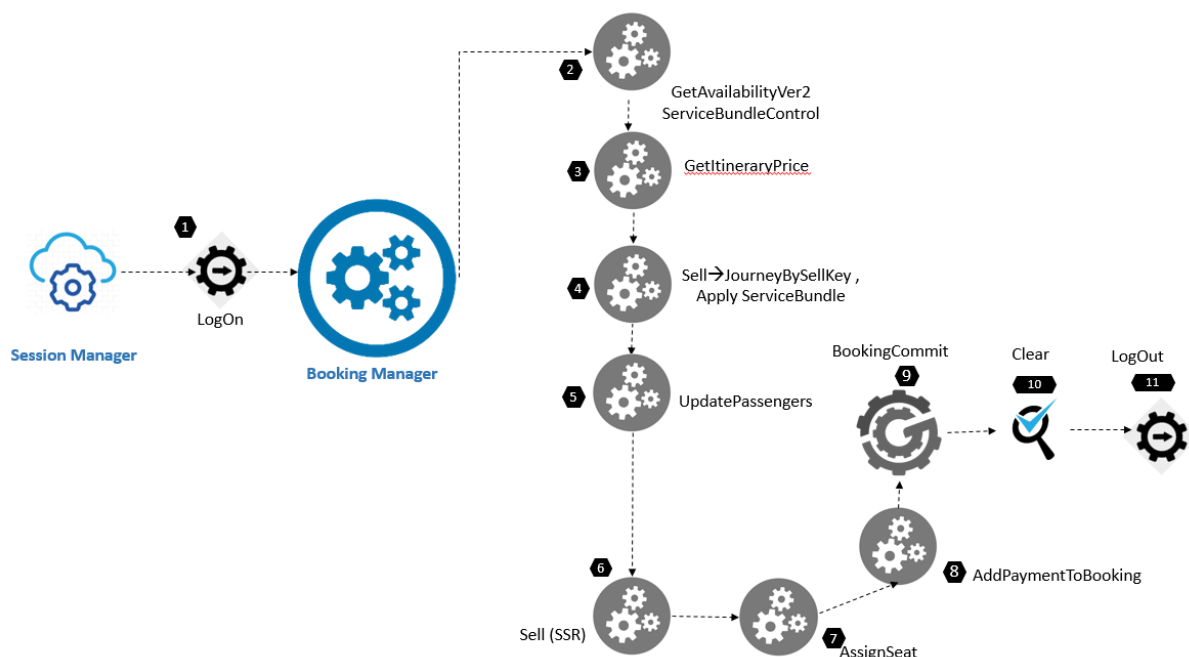 2
GetAvailabilityVer2
ServiceBundleControl
3
GetItineraryPrice
1
LogOn
Session Manager
Booking Manager
4
Sell→JourneyBySellKey ,
Apply ServiceBundle
5
UpdatePassengers
6
Sell (SSR)
7
AssignSeat
8
AddPaymentToBooking
BookingCommit
9
Clear
10
LogOut
11